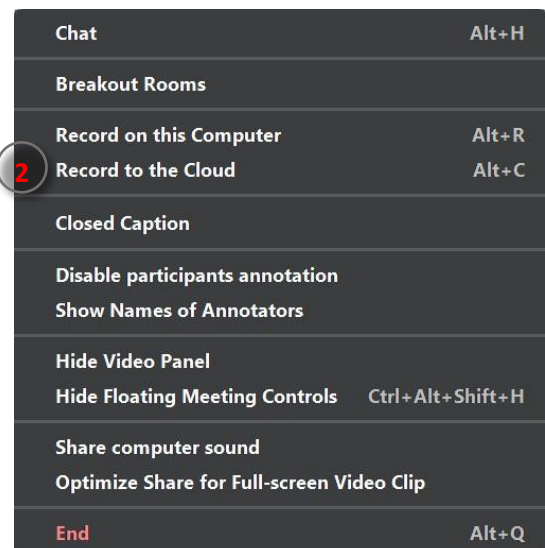 Chat Alt+H
Breakout Rooms
Record on this Computer Alt+R
2 Record to the Cloud Alt+C
Closed Caption
Disable participants annotation
Show Names of Annotators
Hide Video Panel
Hide Floating Meeting Controls Ctrl+Alt+Shift+H
Share computer sound
Optimize Share for Full-screen Video Clip
End Alt+Q